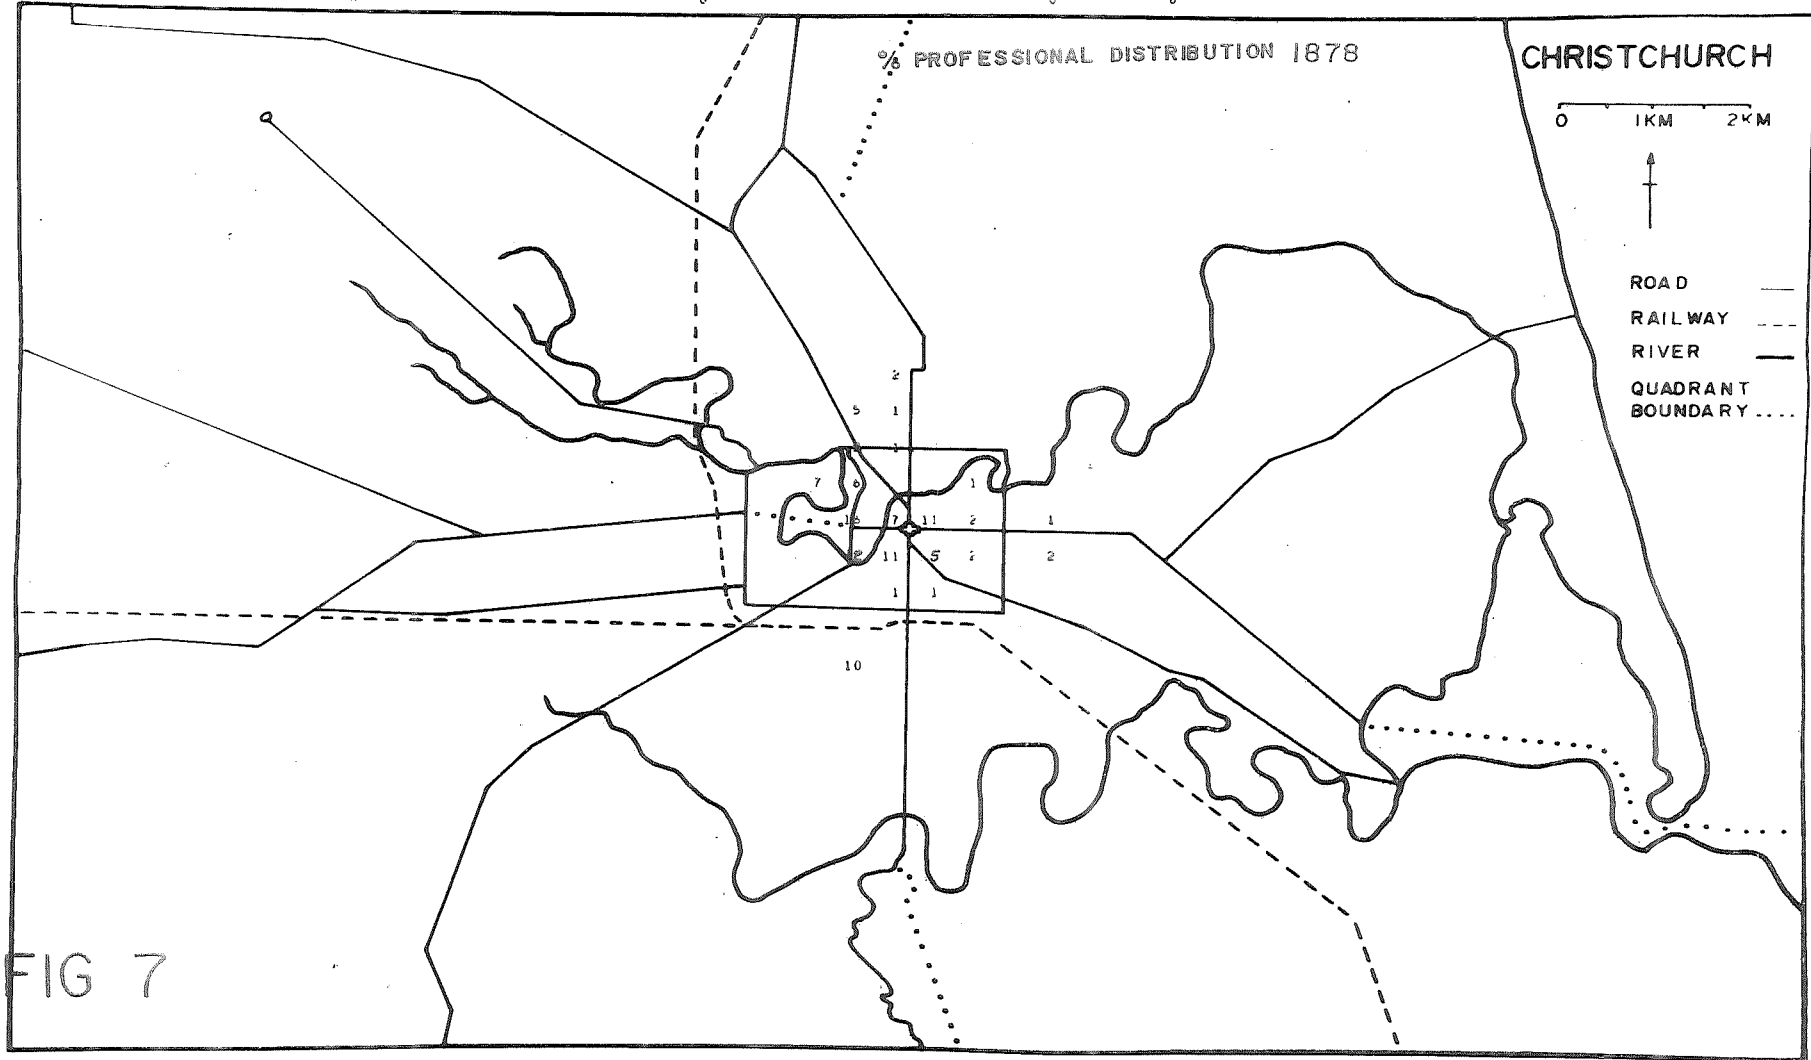 % PROFESSIONAL DISTRIBUTION 1878
CHRISTCHURCH
0 1KM 2KM
ROAD
RAILWAY
RIVER
QUADRANT
BOUNDARY
2
5 1
7 6 1
7 11 2 1
11 5 2 2
1 1
10
FIG 7